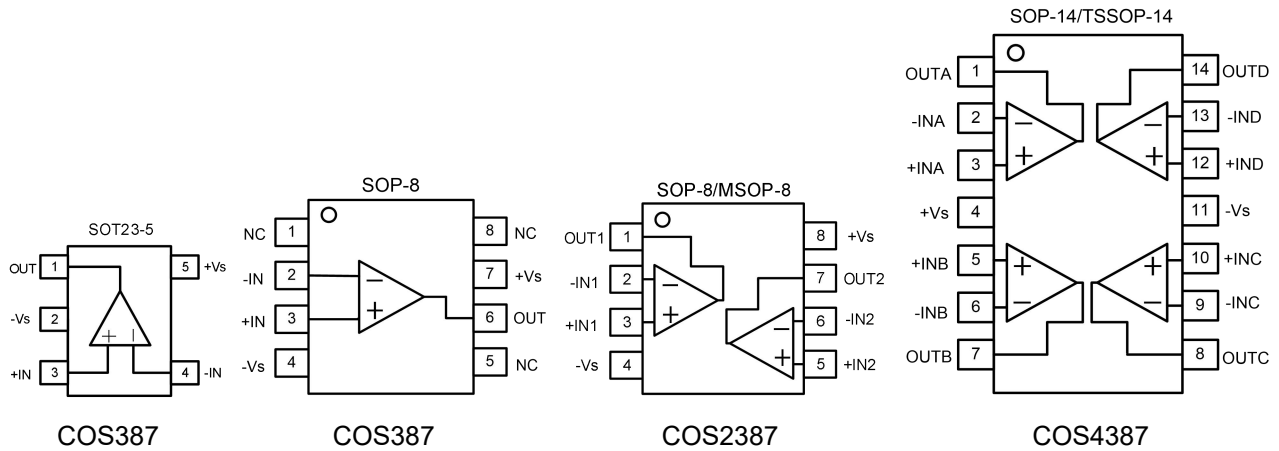 SOT23-5
OUT 1 5 +Vs
-Vs 2
+ −
+IN 3 4 -IN
COS387
SOP-8
NC 1 8 NC
-IN 2 − 7 +Vs
+IN 3 + 6 OUT
-Vs 4 5 NC
COS387
SOP-8/MSOP-8
OUT1 1 8 +Vs
-IN1 2 − 7 OUT2
+IN1 3 + − 6 -IN2
-Vs 4 + 5 +IN2
COS2387
SOP-14/TSSOP-14
OUTA 1 14 OUTD
-INA 2 − − 13 -IND
+INA 3 + + 12 +IND
+Vs 4 11 -Vs
+INB 5 + + 10 +INC
-INB 6 − − 9 -INC
OUTB 7 8 OUTC
COS4387